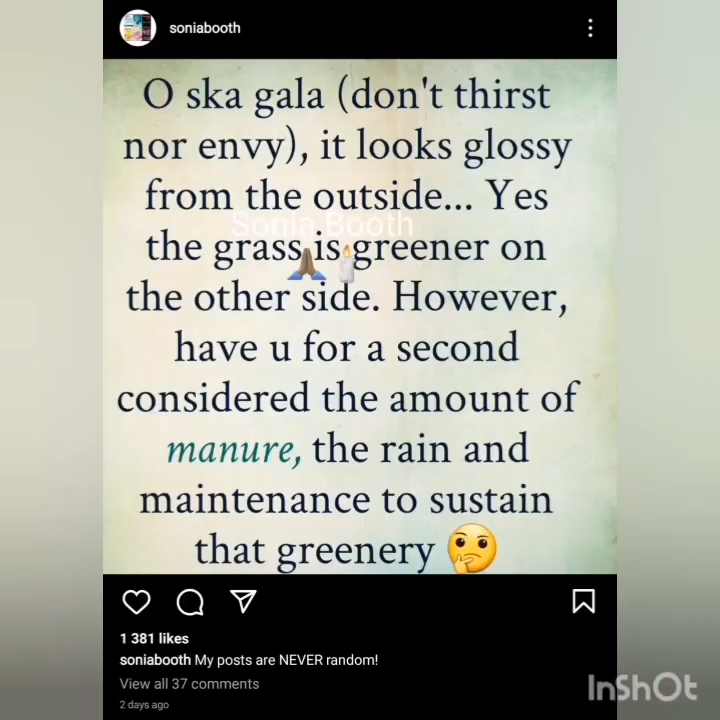 soniabooth
O ska gala (don't thirst
nor envy), it looks glossy
from the outside... Yes
Sonia Booth
the grass is greener on
the other side. However,
have u for a second
considered the amount of
manure, the rain and
maintenance to sustain
that greenery 🤔
1 381 likes
soniabooth My posts are NEVER random!
View all 37 comments
2 days ago
InShOt